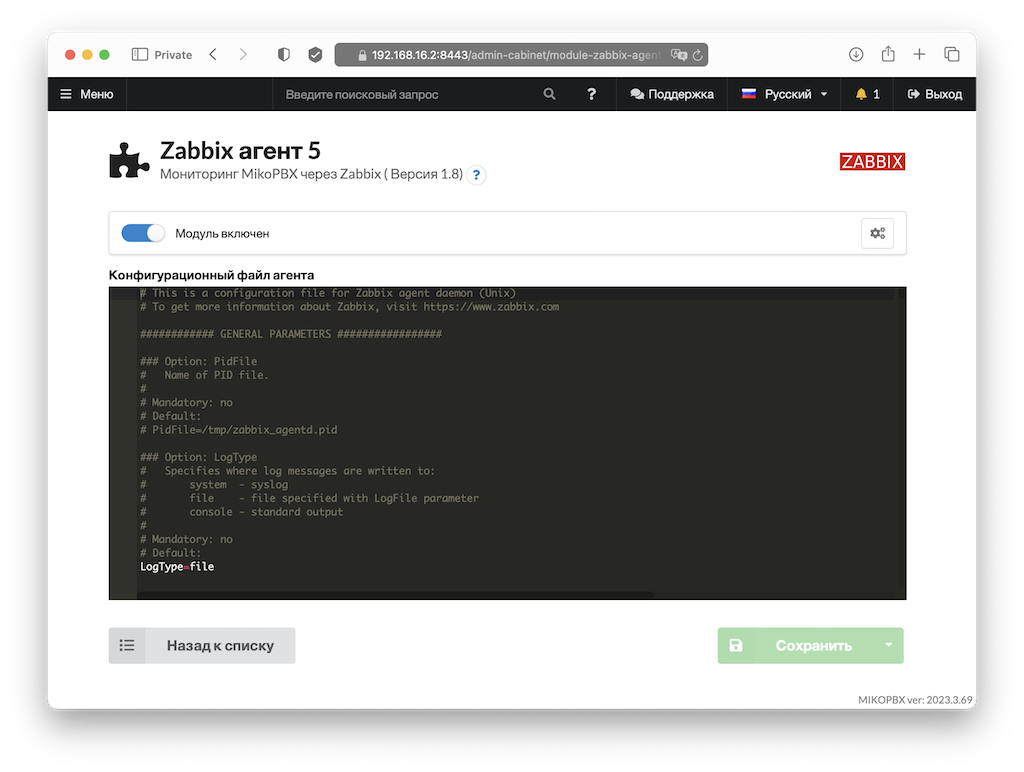 Private
192.168.16.2:8443/admin-cabinet/module-zabbix-agen
Меню
Введите поисковый запрос
?
Поддержка
Русский
1
Выход
Zabbix агент 5
Мониторинг MikoPBX через Zabbix ( Версия 1.8) ?
ZABBIX
Модуль включен
Конфигурационный файл агента
# This is a configuration file for Zabbix agent daemon (Unix)
# To get more information about Zabbix, visit https://www.zabbix.com
############ GENERAL PARAMETERS #################
### Option: PidFile
#   Name of PID file.
#
# Mandatory: no
# Default:
# PidFile=/tmp/zabbix_agentd.pid
### Option: LogType
#   Specifies where log messages are written to:
#       system  - syslog
#       file    - file specified with LogFile parameter
#       console - standard output
#
# Mandatory: no
# Default:
LogType=file
Назад к списку
Сохранить
MIKOPBX ver: 2023.3.69